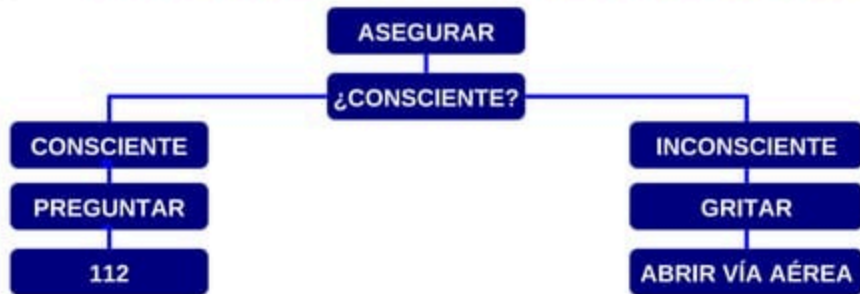 ASEGURAR
¿CONSCIENTE?
CONSCIENTE
INCONSCIENTE
PREGUNTAR
GRITAR
112
ABRIR VÍA AÉREA